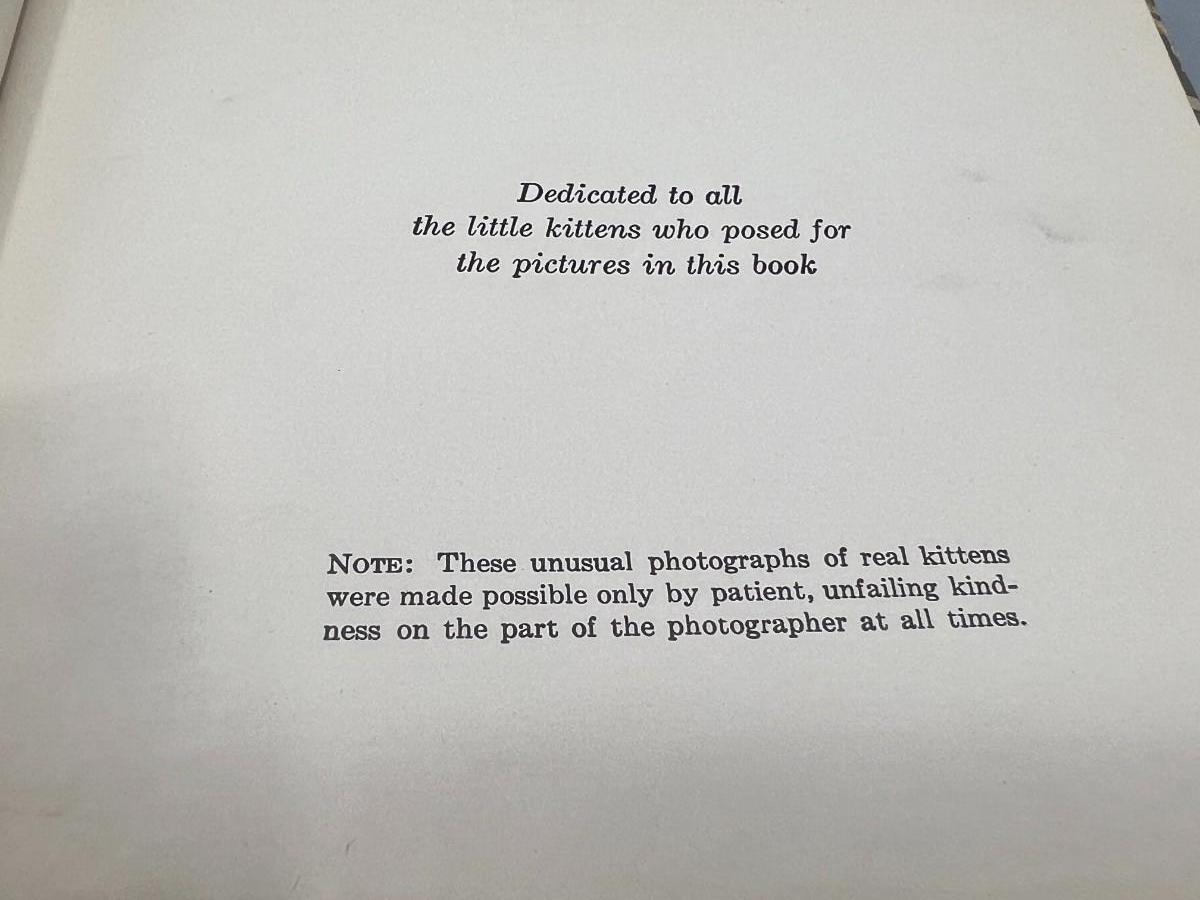 Dedicated to all
the little kittens who posed for
the pictures in this book
NOTE: These unusual photographs of real kittens
were made possible only by patient, unfailing kind-
ness on the part of the photographer at all times.